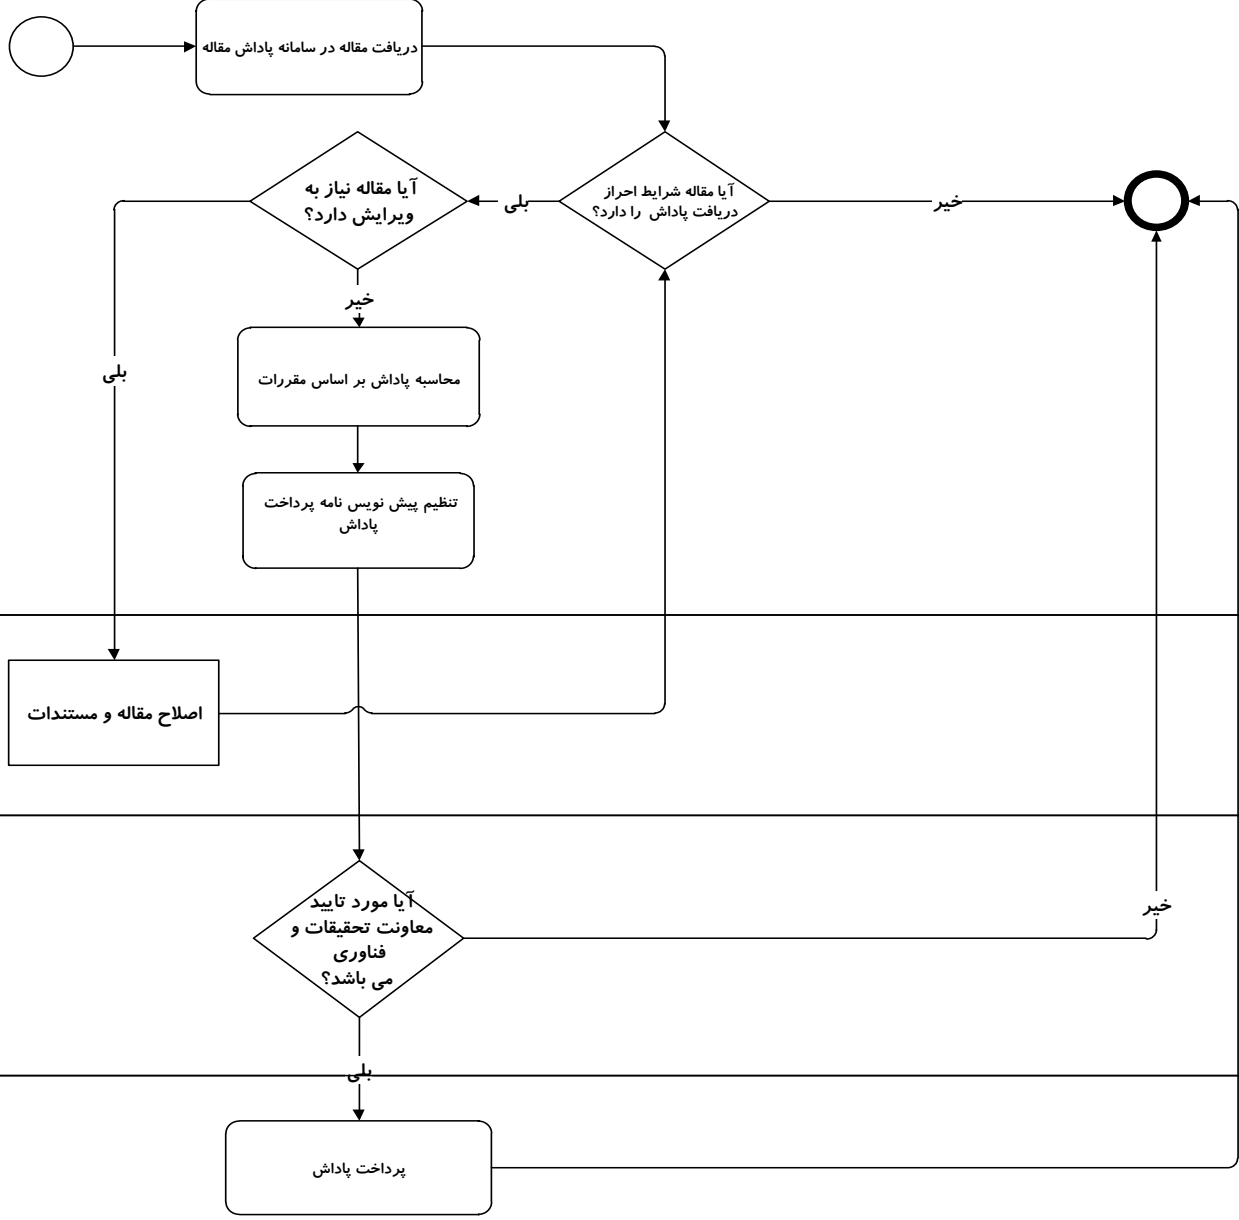 دریافت مقاله در سامانه پاداش مقاله
آیا مقاله شرایط احراز
دریافت پاداش را دارد؟
خیر
بلی
آیا مقاله نیاز به
ویرایش دارد؟
خیر
بلی
محاسبه پاداش بر اساس مقررات
تنظیم پیش نویس نامه پرداخت
پاداش
اصلاح مقاله و مستندات
آیا مورد تایید
معاونت تحقیقات و
فناوری
می باشد؟
خیر
بلی
پرداخت پاداش